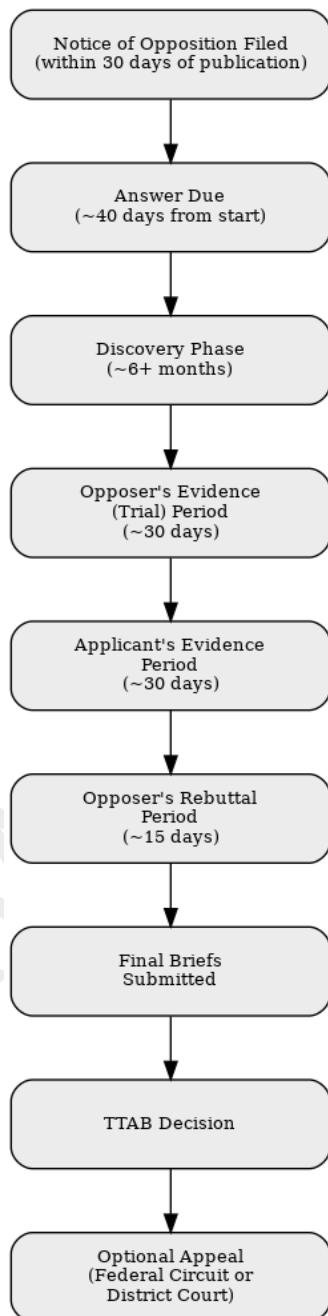 Notice of Opposition Filed
(within 30 days of publication)
Answer Due
(~40 days from start)
Discovery Phase
(~6+ months)
Opposer's Evidence
(Trial) Period
(~30 days)
Applicant's Evidence
Period
(~30 days)
Opposer's Rebuttal
Period
(~15 days)
Final Briefs
Submitted
TTAB Decision
Optional Appeal
(Federal Circuit or
District Court)